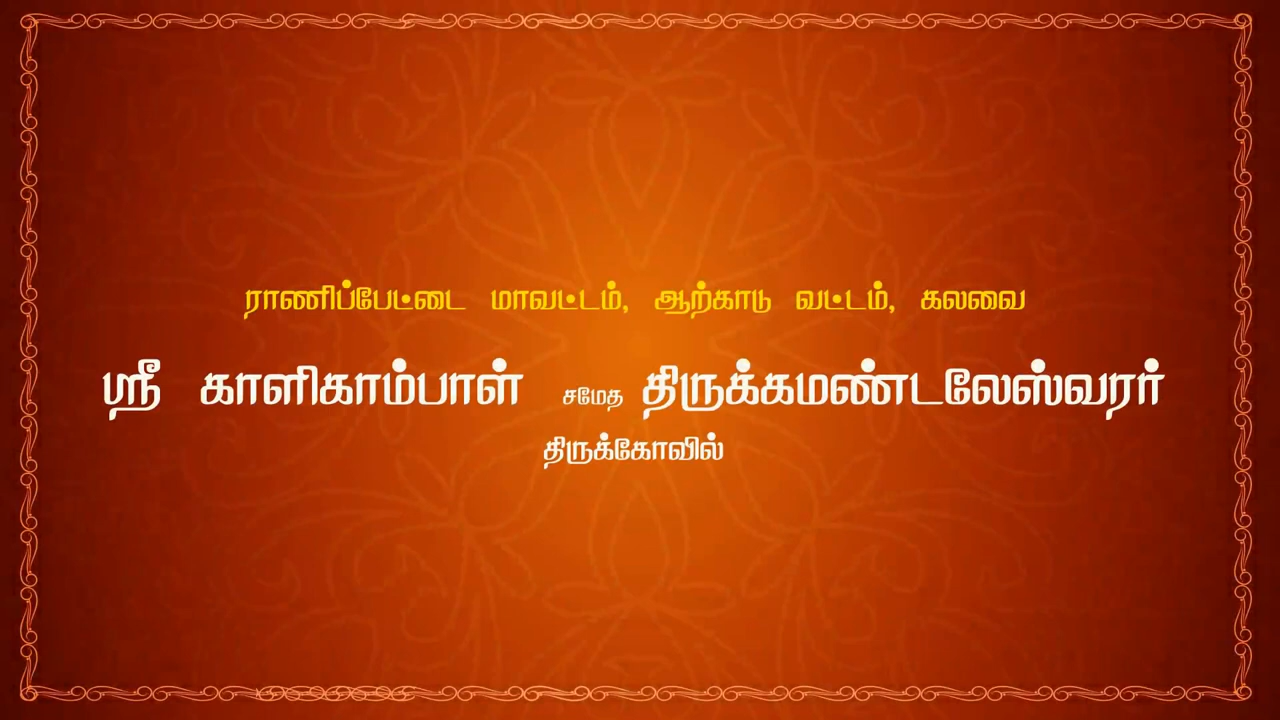 ராணிப்பேட்டை மாவட்டம், ஆற்காடு வட்டம், கலவை
ஸ்ரீ காளிகாம்பாள் சமேத திருக்கமண்டலேஸ்வரர்
திருக்கோவில்